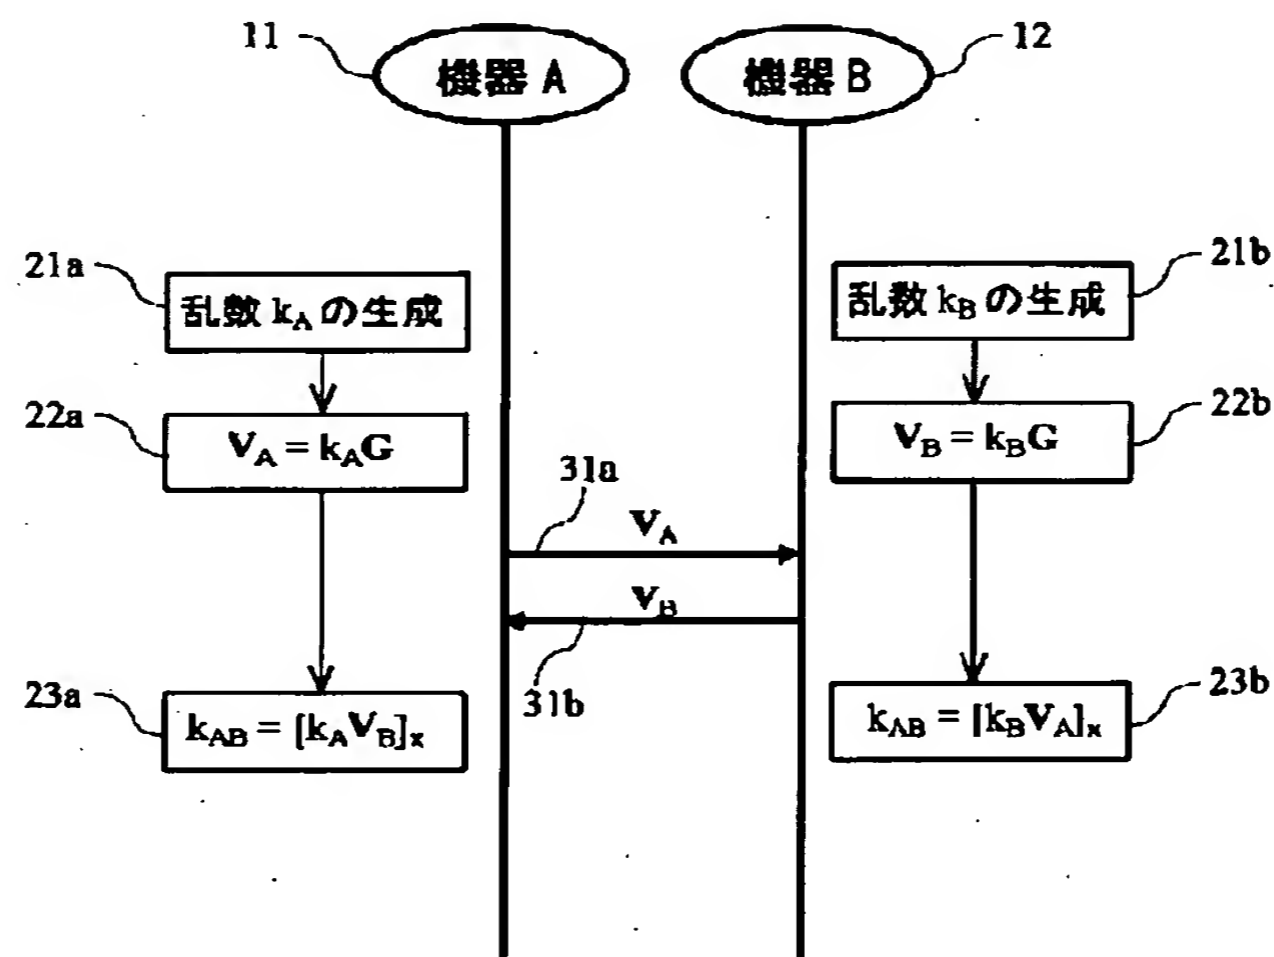 11
機器 A
機器 B
12
21a
乱数 kA の生成
乱数 kB の生成
21b
22a
VA = kAG
VB = kBG
22b
31a
VA
VB
31b
23a
kAB = [kAVB]x
kAB = [kBVA]x
23b